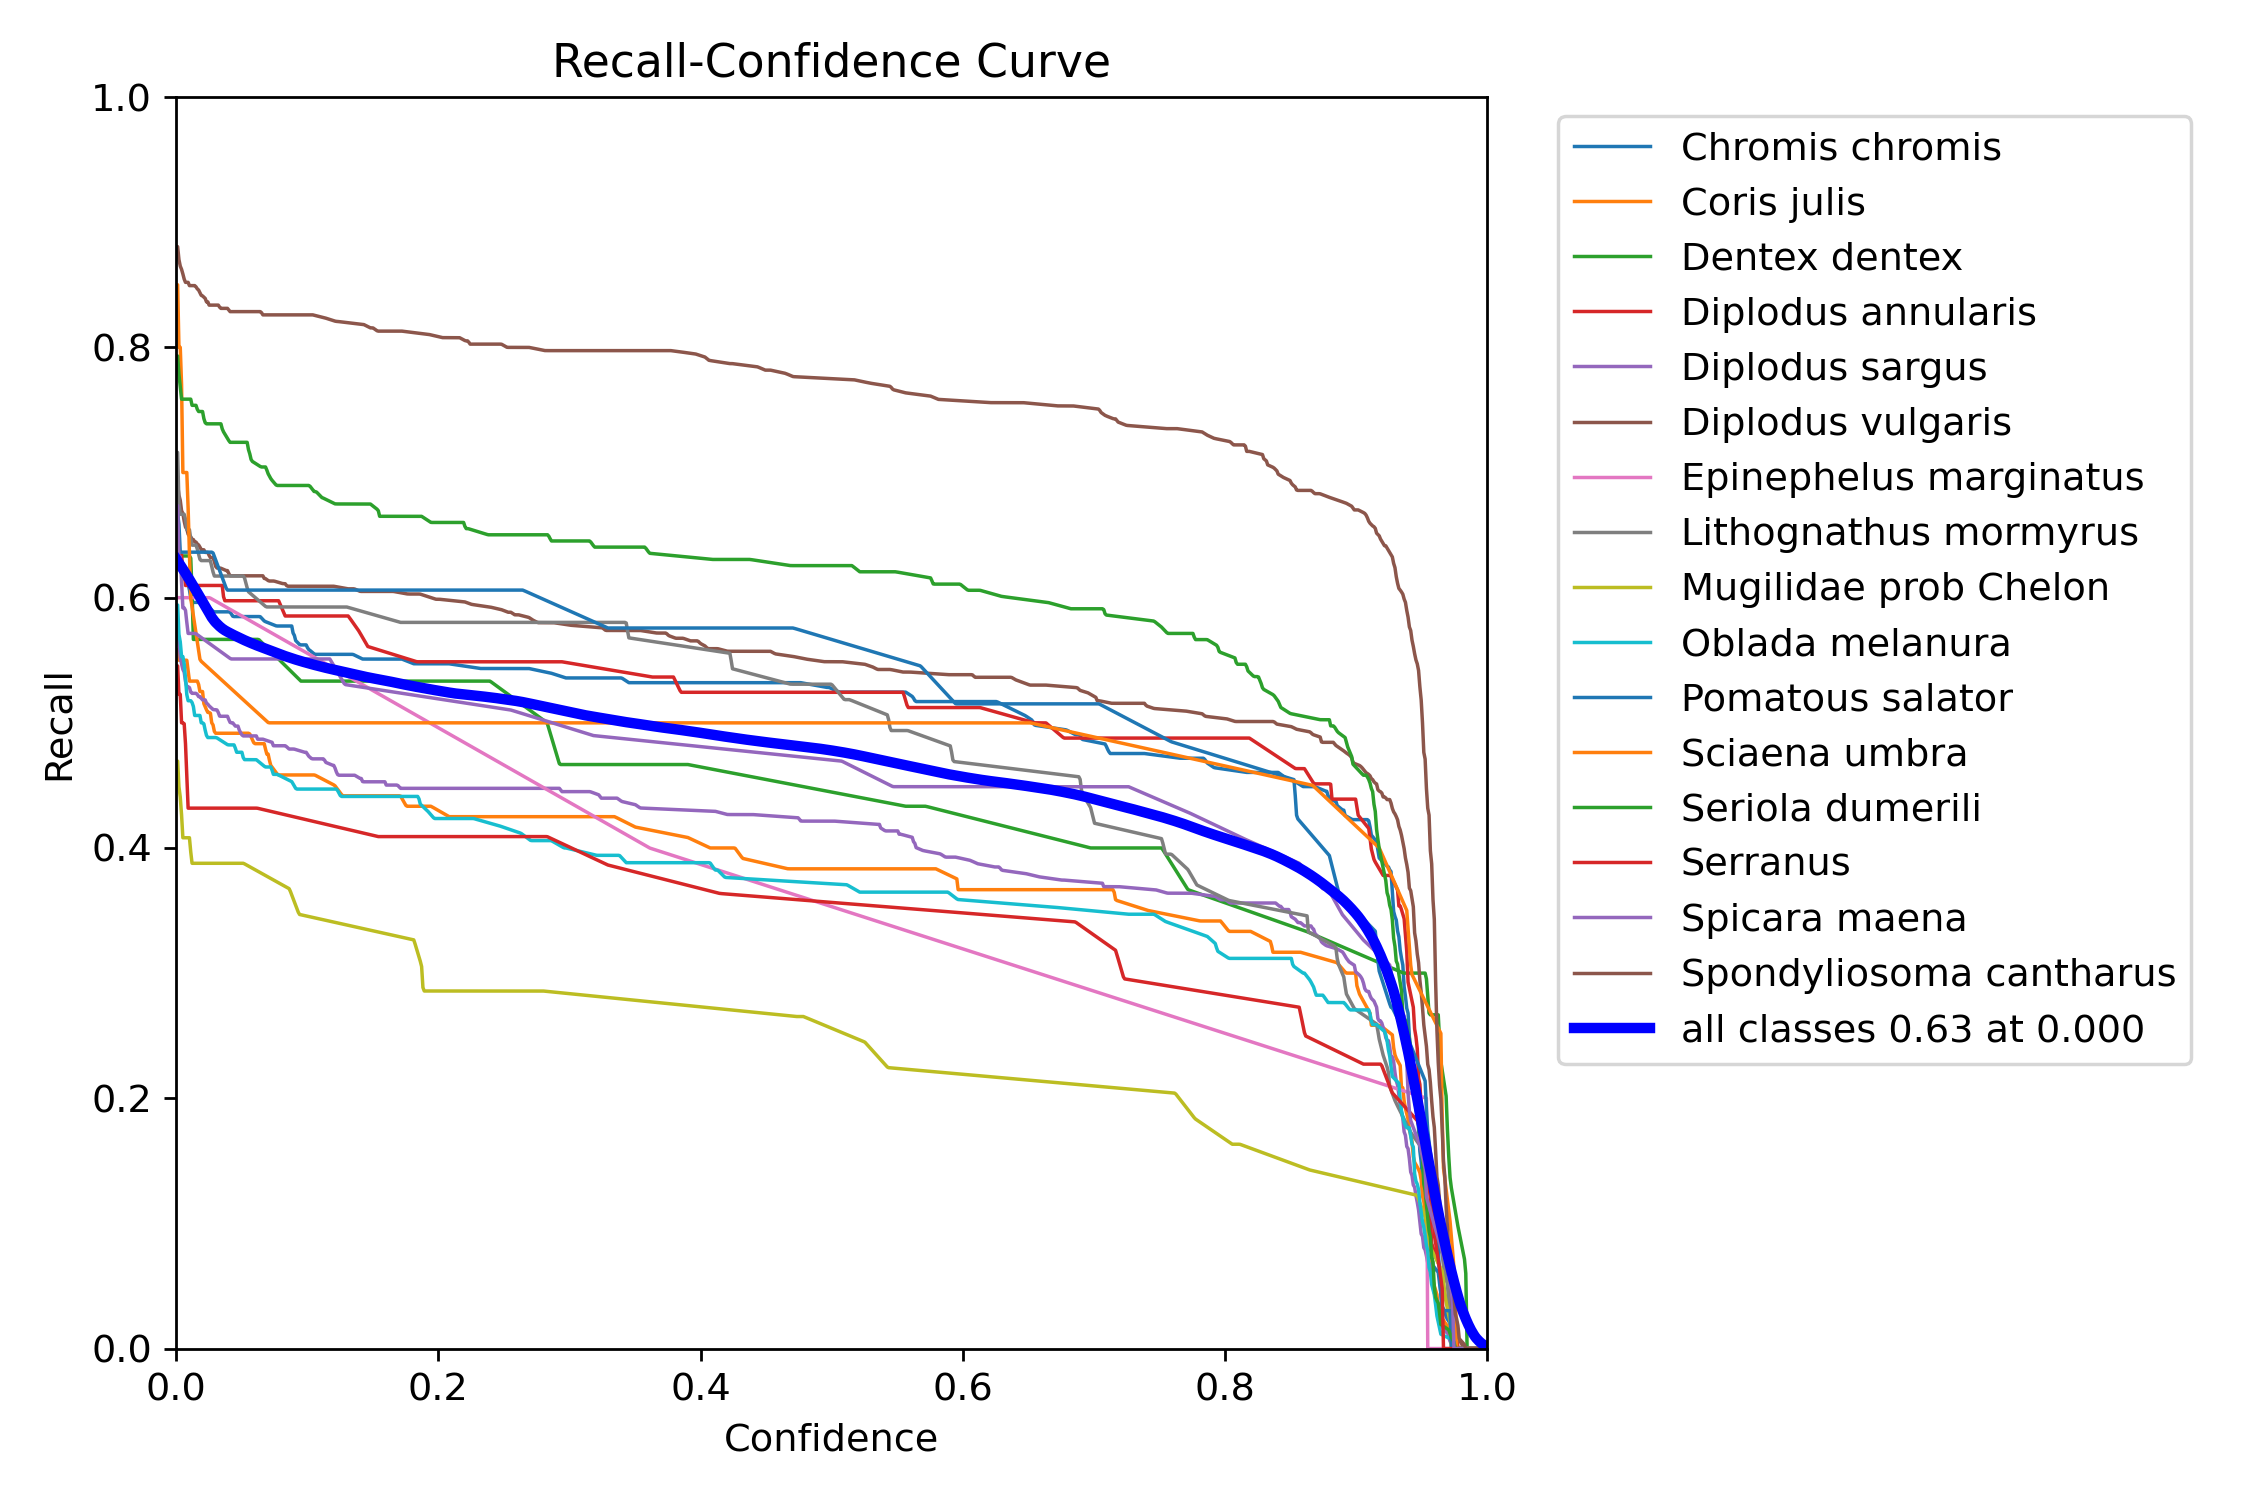 Recall-Confidence Curve
1.0
0.8
0.6
0.4
0.2
0.0
Recall
0.0 0.2 0.4 0.6 0.8 1.0
Confidence
Chromis chromis
Coris julis
Dentex dentex
Diplodus annularis
Diplodus sargus
Diplodus vulgaris
Epinephelus marginatus
Lithognathus mormyrus
Mugilidae prob Chelon
Oblada melanura
Pomatous salator
Sciaena umbra
Seriola dumerili
Serranus
Spicara maena
Spondyliosoma cantharus
all classes 0.63 at 0.000